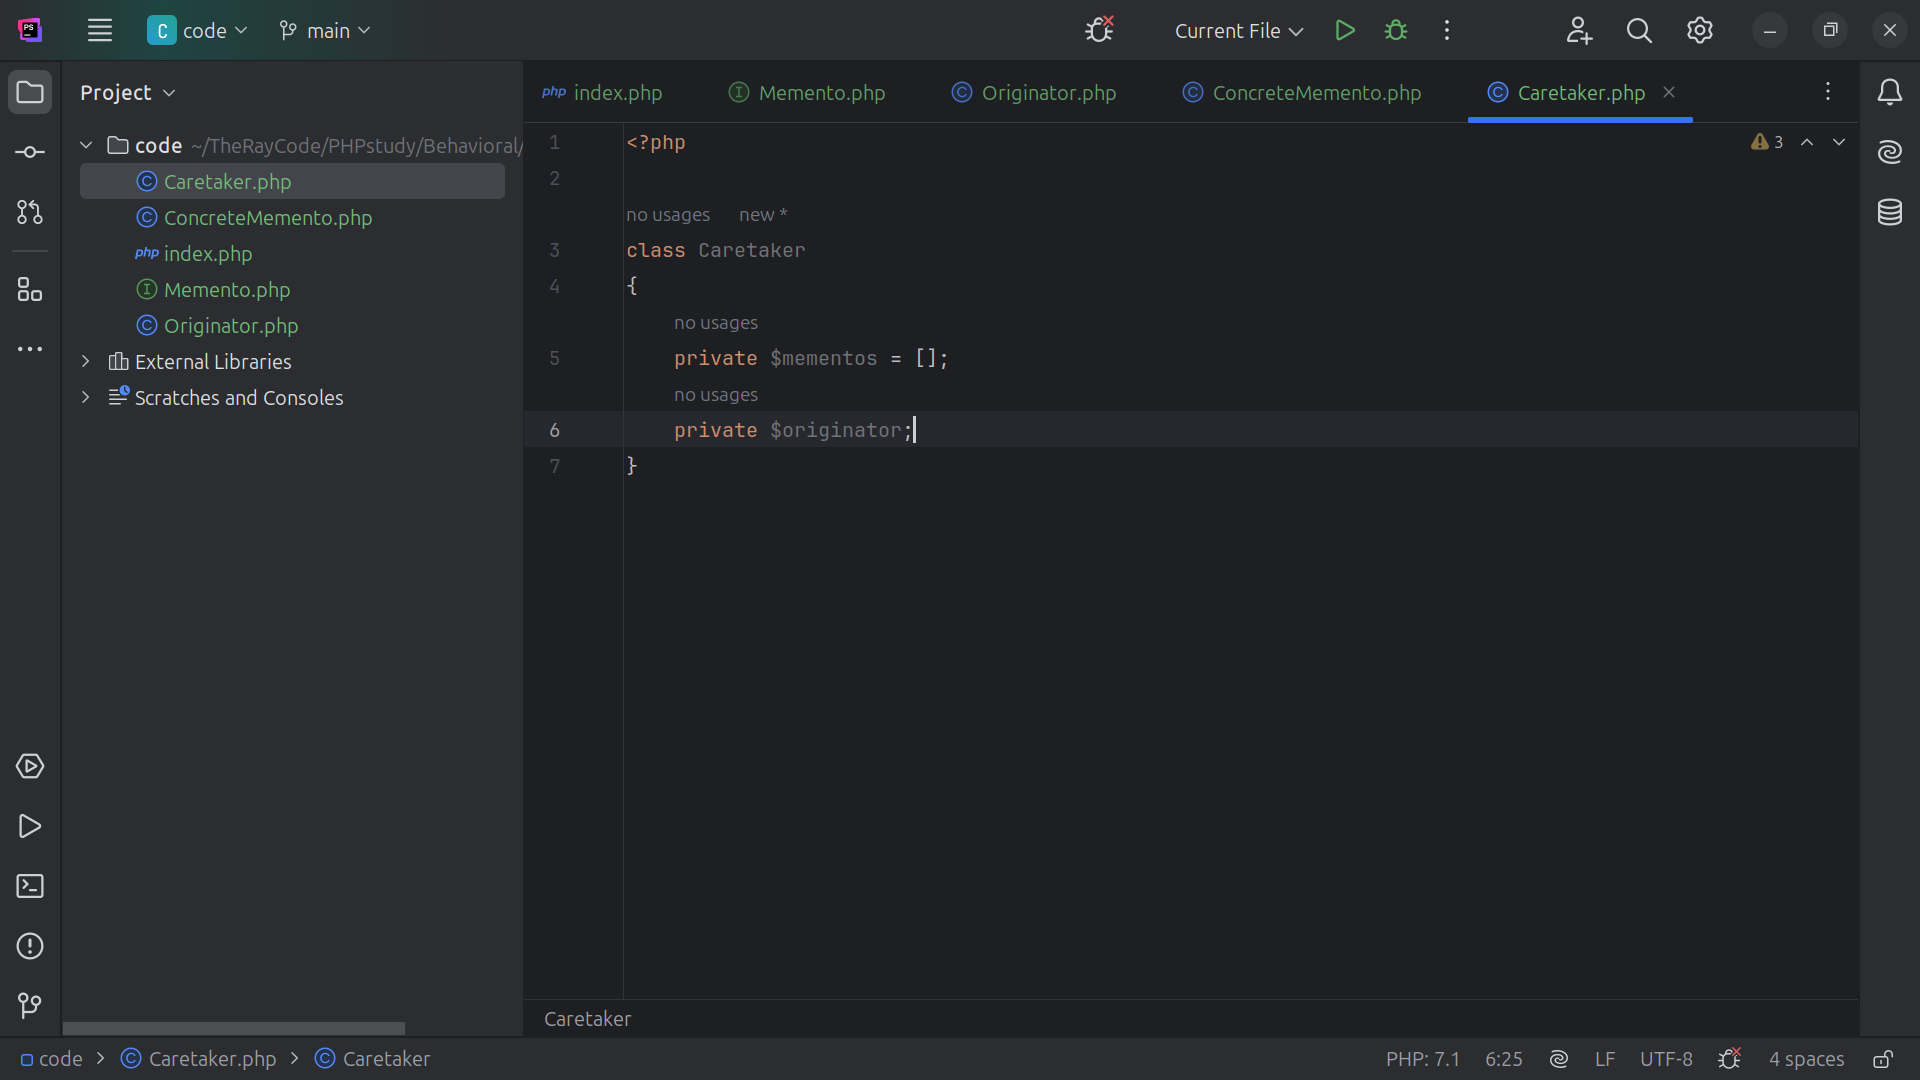 PS
C code main Current File
Project
code ~/TheRayCode/PHPstudy/Behavioral/
Caretaker.php
ConcreteMemento.php
php index.php
Memento.php
Originator.php
External Libraries
Scratches and Consoles
php index.php Memento.php Originator.php ConcreteMemento.php Caretaker.php
1 <?php
3
2
no usages new *
3 class Caretaker
4 {
no usages
5 private $mementos = [];
no usages
6 private $originator;
7 }
Caretaker
code > Caretaker.php > Caretaker PHP: 7.1 6:25 LF UTF-8 4 spaces